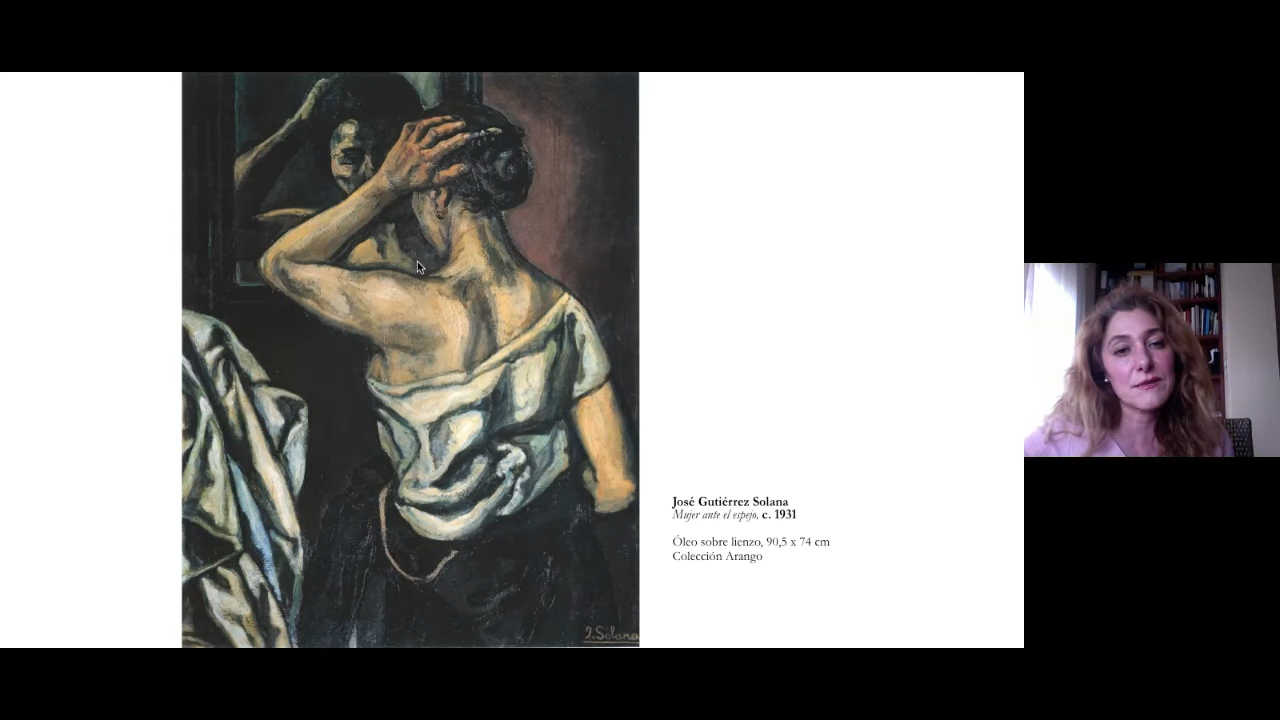 José Gutiérrez Solana
Mujer ante el espejo, c. 1931
Óleo sobre lienzo, 90,5 x 74 cm
Colección Arango
J. Solana